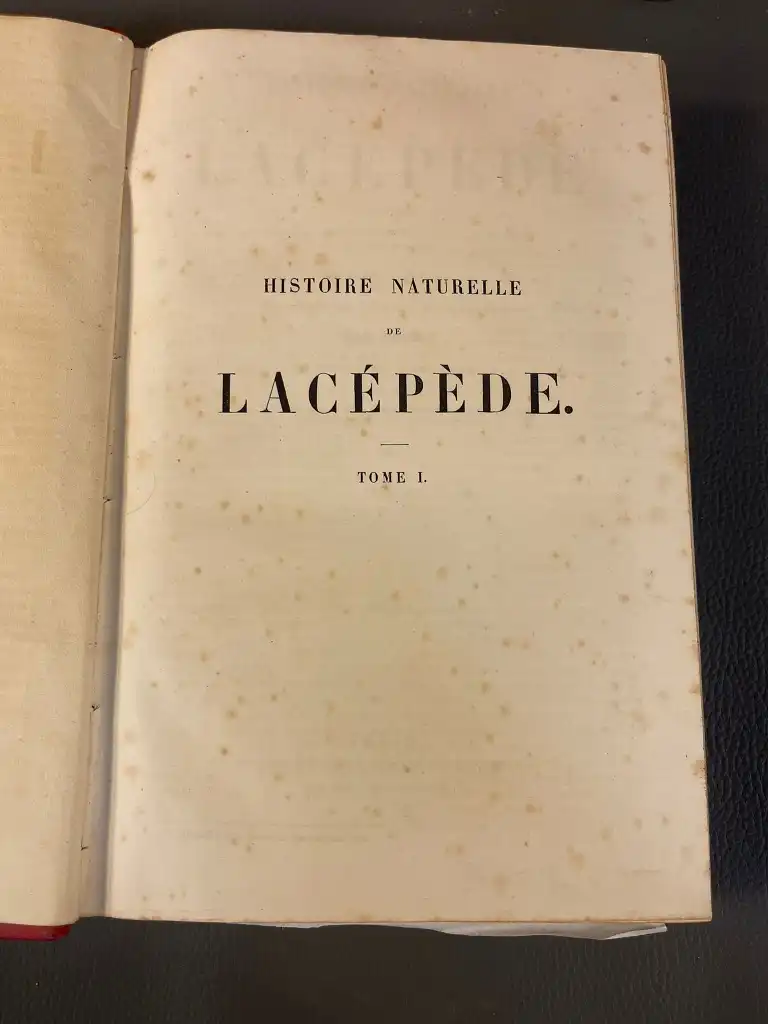 HISTOIRE NATURELLE
DE
LACÉPÈDE.
TOME I.